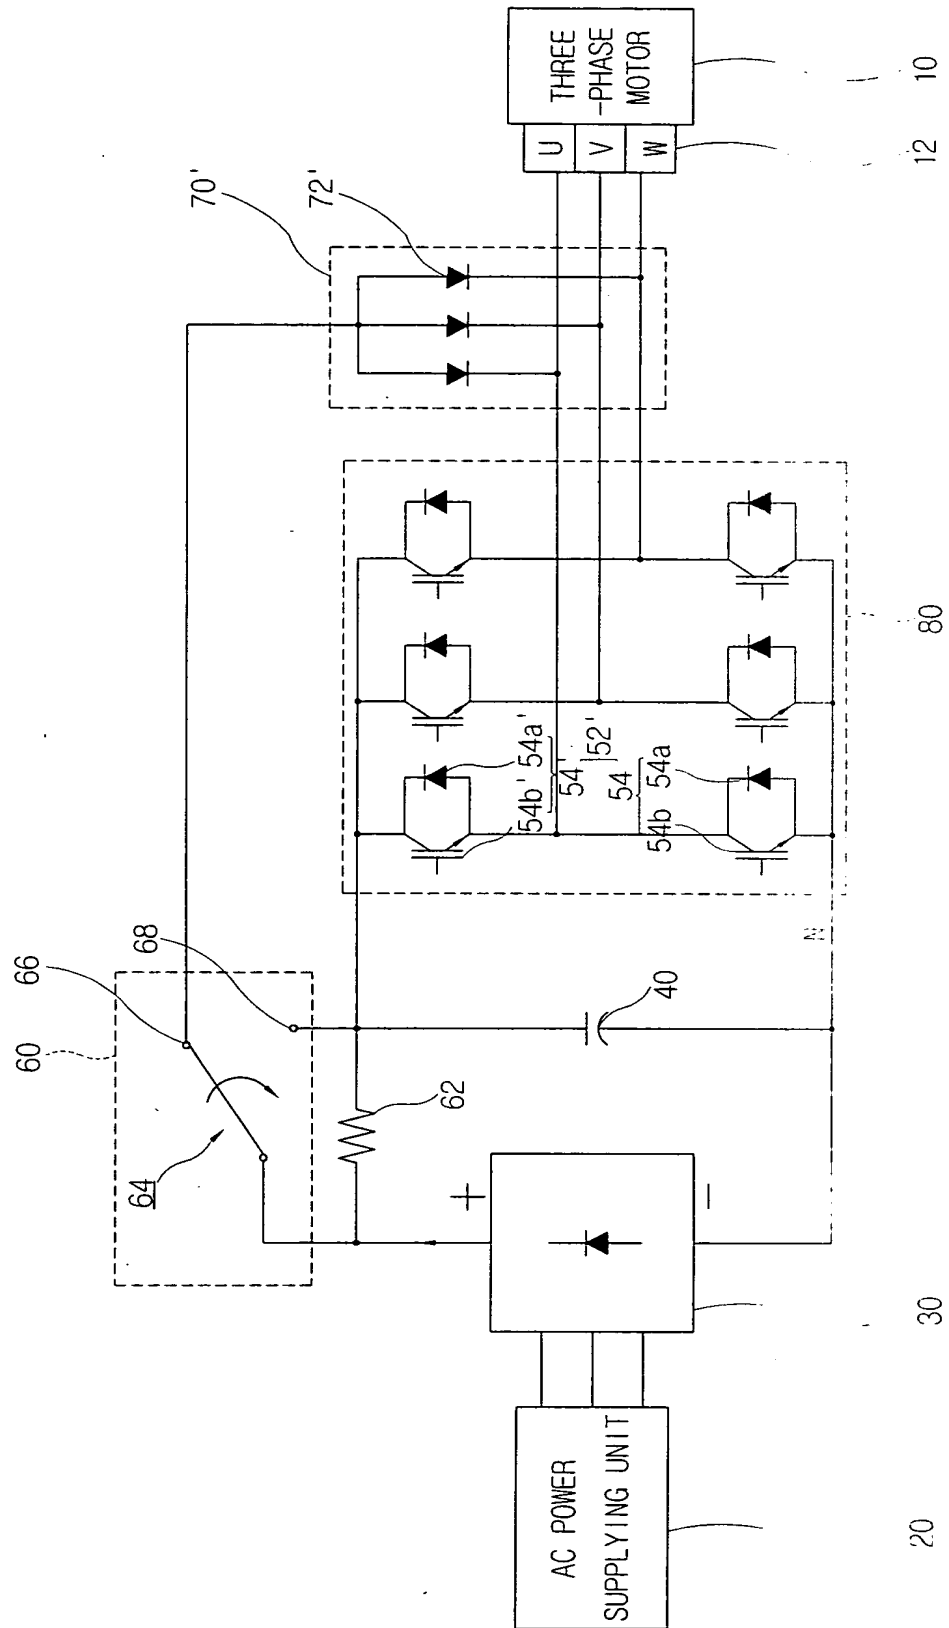 THREE
-PHASE
MOTOR
10
U
V
W
12
70'
72'
80
54b' 54a'
54'
52'
54
54b 54a
N
66
68
60
64
62
40
+
−
30
AC POWER
SUPPLYING UNIT
20